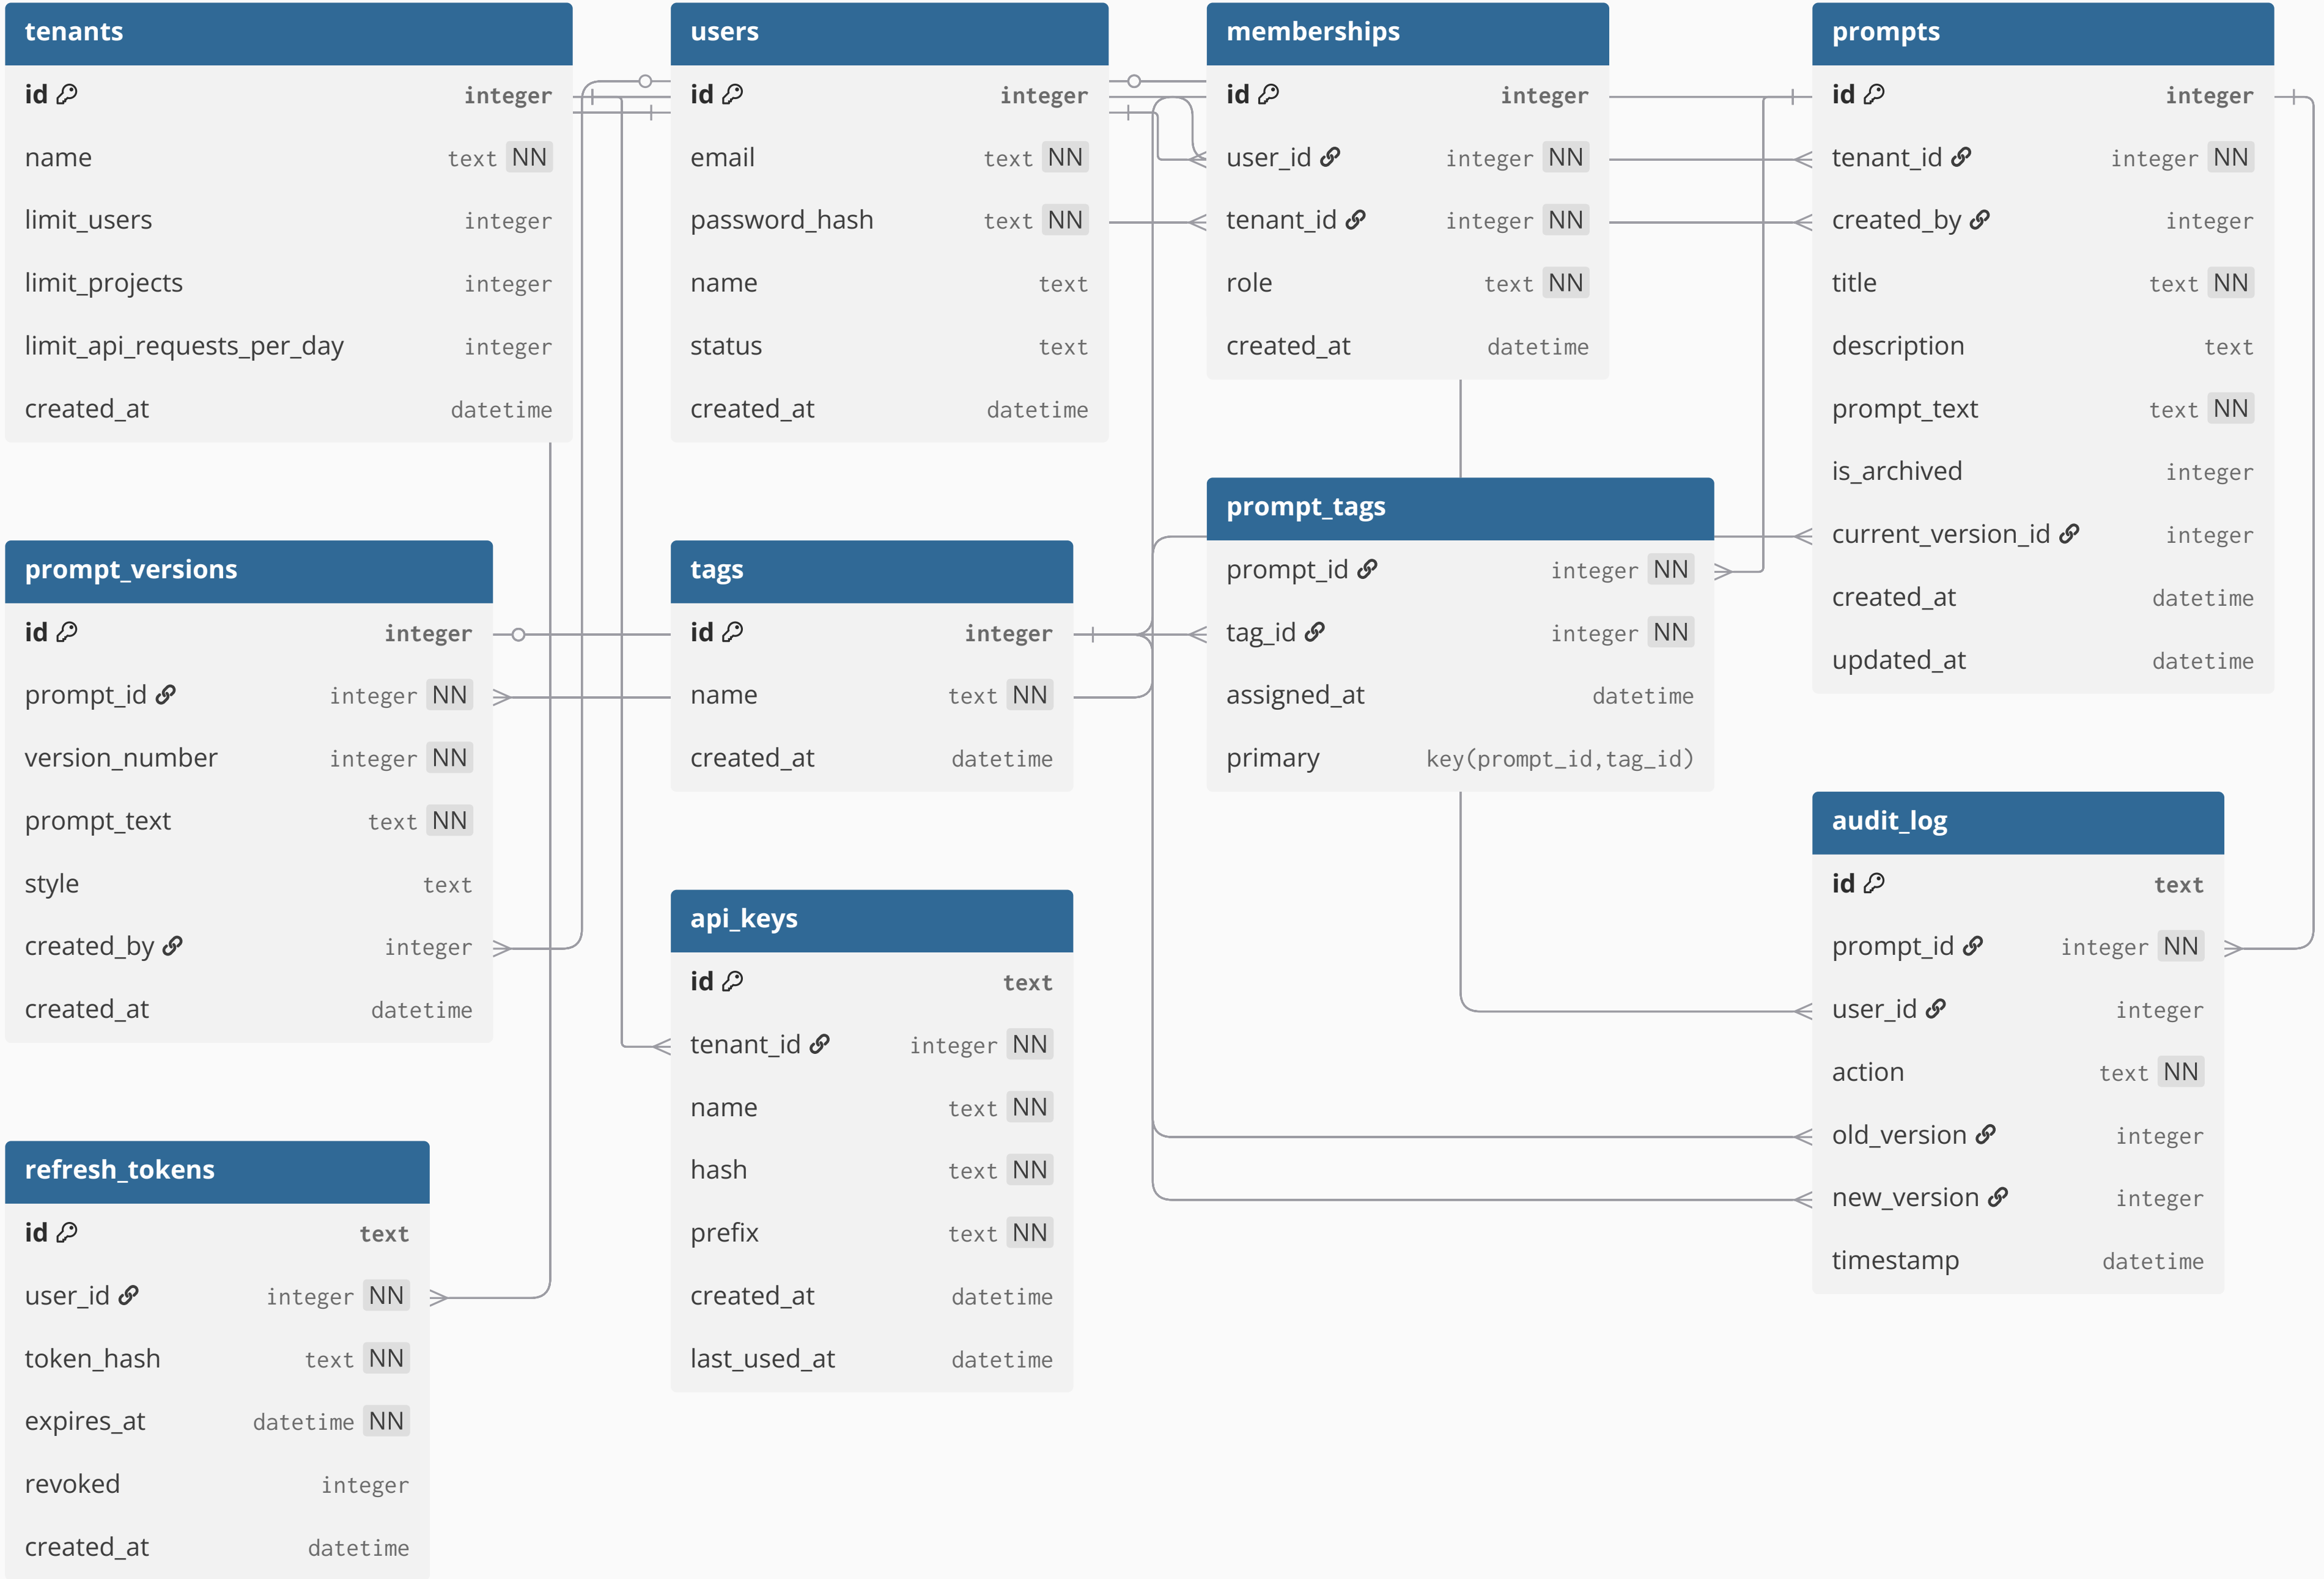 tenants
id integer
name text NN
limit_users integer
limit_projects integer
limit_api_requests_per_day integer
created_at datetime
users
id integer
email text NN
password_hash text NN
name text
status text
created_at datetime
memberships
id integer
user_id integer NN
tenant_id integer NN
role text NN
created_at datetime
prompts
id integer
tenant_id integer NN
created_by integer
title text NN
description text
prompt_text text NN
is_archived integer
current_version_id integer
created_at datetime
updated_at datetime
prompt_versions
id integer
prompt_id integer NN
version_number integer NN
prompt_text text NN
style text
created_by integer
created_at datetime
tags
id integer
name text NN
created_at datetime
prompt_tags
prompt_id integer NN
tag_id integer NN
assigned_at datetime
primary key(prompt_id,tag_id)
audit_log
id text
prompt_id integer NN
user_id integer
action text NN
old_version integer
new_version integer
timestamp datetime
api_keys
id text
tenant_id integer NN
name text NN
hash text NN
prefix text NN
created_at datetime
last_used_at datetime
refresh_tokens
id text
user_id integer NN
token_hash text NN
expires_at datetime NN
revoked integer
created_at datetime